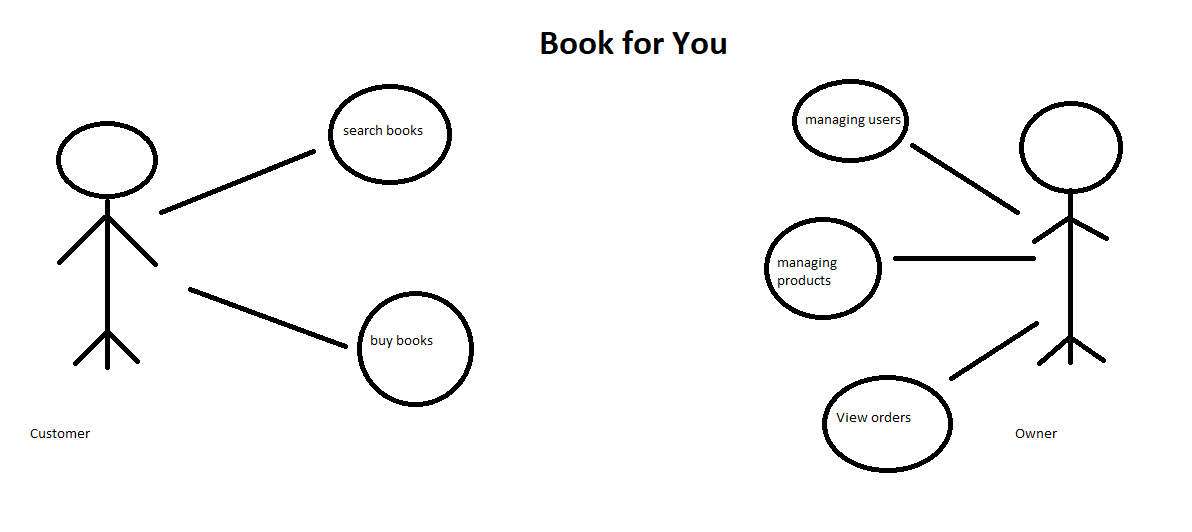 Book for You
search books
buy books
Customer
managing users
managing
products
View orders
Owner